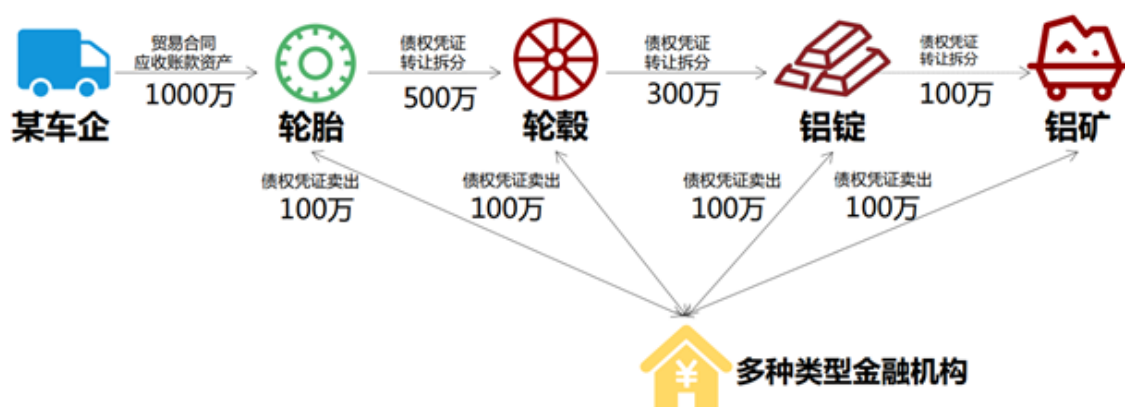 贸易合同
应收账款资产
1000万
债权凭证
转让拆分
500万
债权凭证
转让拆分
300万
债权凭证
转让拆分
100万
某车企
轮胎
轮毂
铝锭
铝矿
债权凭证卖出
100万
债权凭证卖出
100万
债权凭证卖出
100万
债权凭证卖出
100万
¥
多种类型金融机构